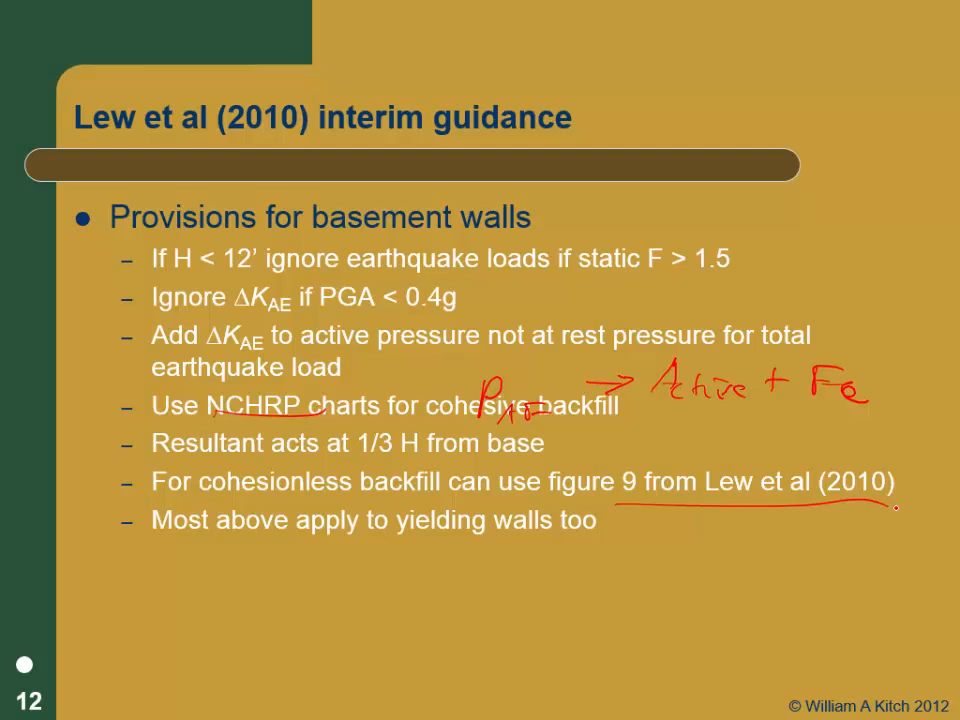 Lew et al (2010) interim guidance
● Provisions for basement walls
– If H < 12’ ignore earthquake loads if static F > 1.5
– Ignore ΔKAE if PGA < 0.4g
– Add ΔKAE to active pressure not at rest pressure for total
earthquake load
PAE → Active + FE
– Use NCHRP charts for cohesive backfill
– Resultant acts at 1/3 H from base
– For cohesionless backfill can use figure 9 from Lew et al (2010)
– Most above apply to yielding walls too
12
© William A Kitch 2012